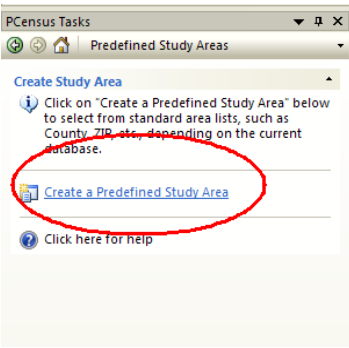 PCensus Tasks
Predefined Study Areas
Create Study Area
Click on "Create a Predefined Study Area" below
to select from standard area lists, such as
County, ZIP, etc., depending on the current
database.
Create a Predefined Study Area
Click here for help